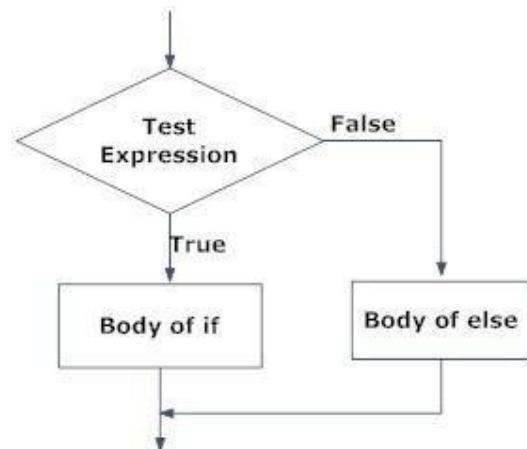 Test
Expression
False
True
Body of if
Body of else